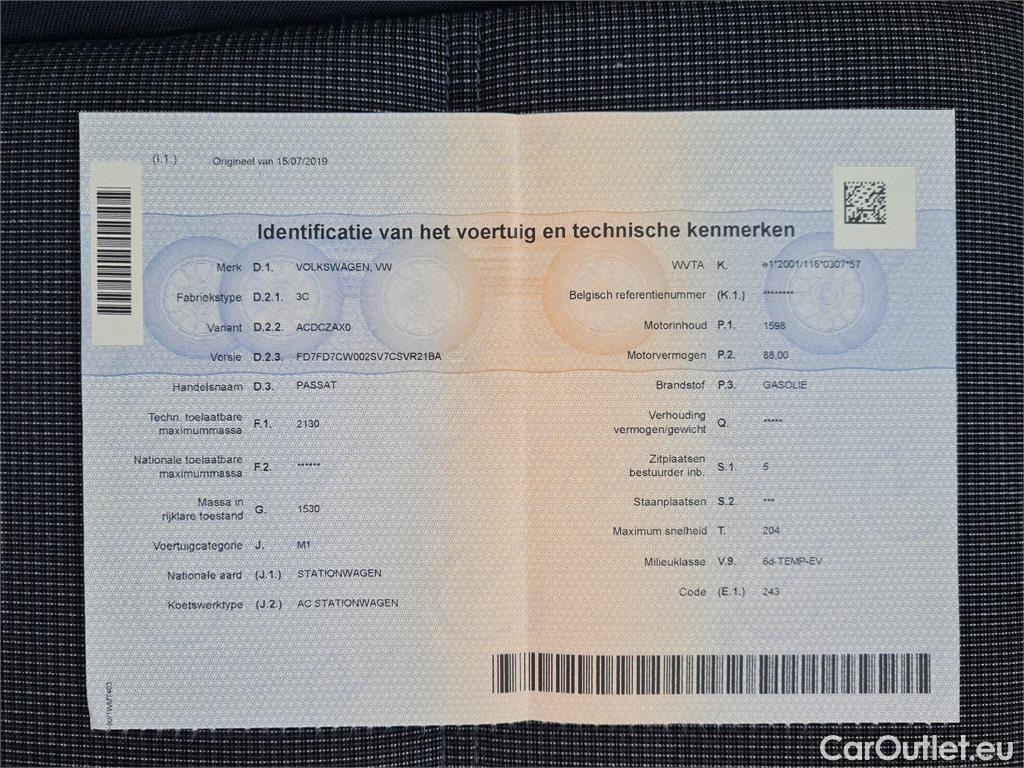 (I.1.) Origineel van 15/07/2019
Identificatie van het voertuig en technische kenmerken
Merk D.1. VOLKSWAGEN, VW
Fabriekstype D.2.1. 3C
Variant D.2.2. ACDCZAX0
Versie D.2.3. FD7FD7CW002SV7CSVR21BA
Handelsnaam D.3. PASSAT
Techn. toelaatbare
maximummassa F.1. 2130
Nationale toelaatbare
maximummassa F.2. ******
Massa in
rijklare toestand G. 1530
Voertuigcategorie J. M1
Nationale aard (J.1.) STATIONWAGEN
Koetswerktype (J.2.) AC STATIONWAGEN
WVTA K. e1*2001/116*0307*57
Belgisch referentienummer (K.1.) ********
Motorinhoud P.1. 1598
Motorvermogen P.2. 88,00
Brandstof P.3. GASOLIE
Verhouding
vermogen/gewicht Q. *****
Zitplaatsen
bestuurder inb. S.1. 5
Staanplaatsen S.2. ***
Maximum snelheid T. 204
Milieuklasse V.9. 6d-TEMP-EV
Code (E.1.) 243
CarOutlet.eu